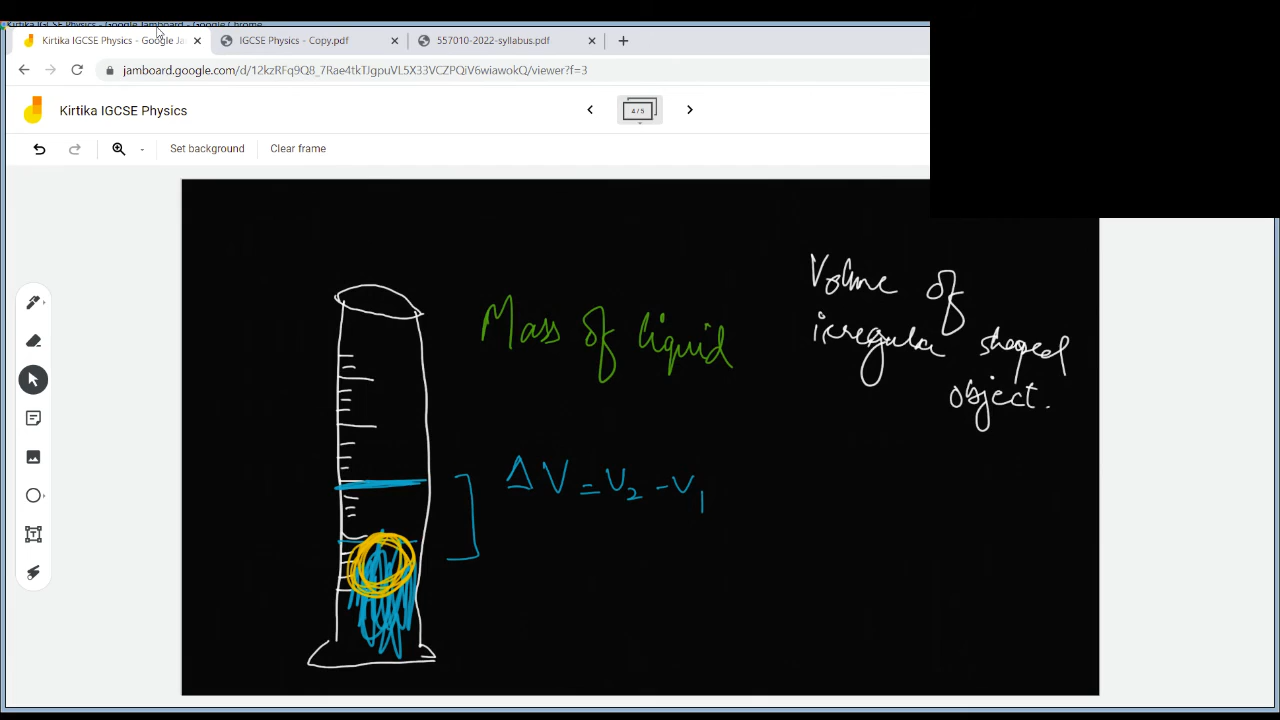 Kirtika IGCSE Physics - Google Jamboard - Google Chrome
Kirtika IGCSE Physics - Google Ja
IGCSE Physics - Copy.pdf
557010-2022-syllabus.pdf
jamboard.google.com/d/12kzRFq9Q8_7Rae4tkTJgpuVL5X33VCZPQiV6wiawokQ/viewer?f=3
Kirtika IGCSE Physics
4 / 5
Set background
Clear frame
Volume of
irregular shaped
object.
Mass of liquid
ΔV = V2 - V1